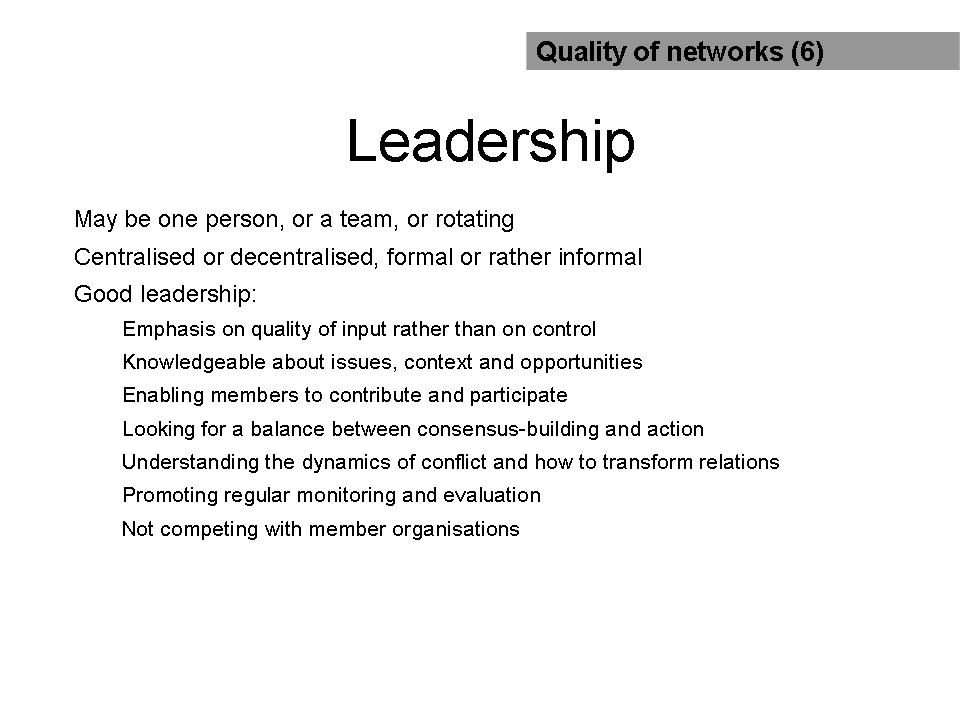 Quality of networks (6)
Leadership
May be one person, or a team, or rotating
Centralised or decentralised, formal or rather informal
Good leadership:
Emphasis on quality of input rather than on control
Knowledgeable about issues, context and opportunities
Enabling members to contribute and participate
Looking for a balance between consensus-building and action
Understanding the dynamics of conflict and how to transform relations
Promoting regular monitoring and evaluation
Not competing with member organisations